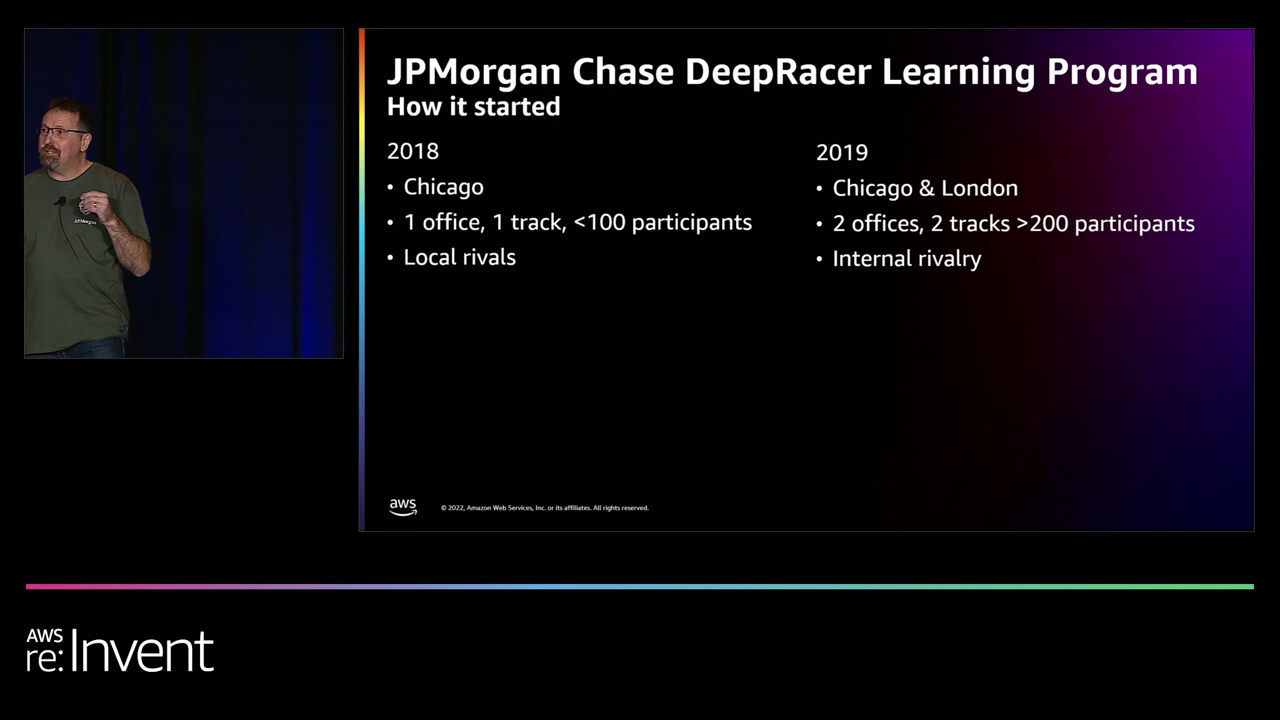 JPMorgan Chase DeepRacer Learning Program
How it started
2018
• Chicago
• 1 office, 1 track, <100 participants
• Local rivals
2019
• Chicago & London
• 2 offices, 2 tracks >200 participants
• Internal rivalry
aws
© 2022, Amazon Web Services, Inc. or its affiliates. All rights reserved.
J.P.Morgan
AWS
re:Invent